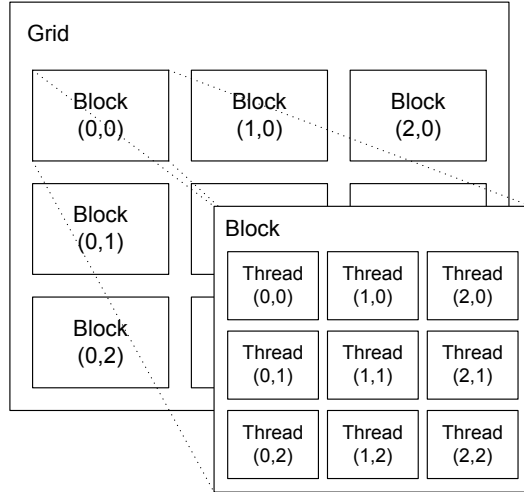 Grid
Block
(0,0)
Block
(1,0)
Block
(2,0)
Block
(0,1)
Block
(0,2)
Block
Thread
(0,0)
Thread
(1,0)
Thread
(2,0)
Thread
(0,1)
Thread
(1,1)
Thread
(2,1)
Thread
(0,2)
Thread
(1,2)
Thread
(2,2)